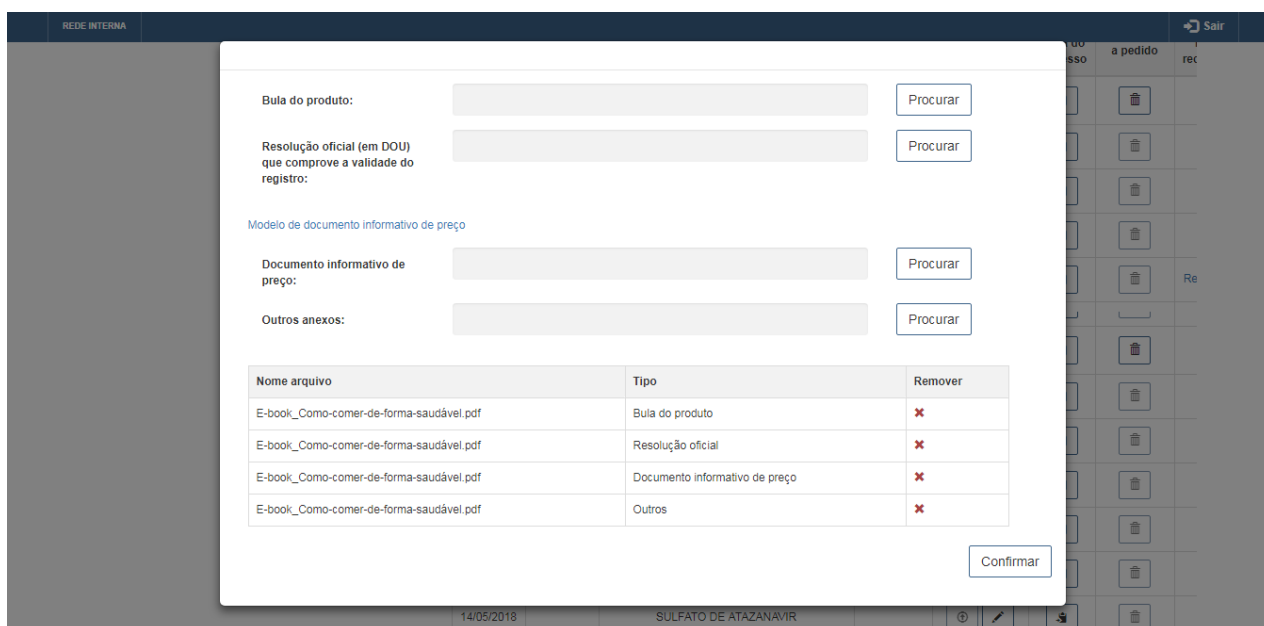 REDE INTERNA
Sair
a pedido
Bula do produto:
Procurar
Resolução oficial (em DOU)
que comprove a validade do
registro:
Procurar
Modelo de documento informativo de preço
Documento informativo de
preço:
Procurar
Outros anexos:
Procurar
Nome arquivo Tipo Remover
E-book_Como-comer-de-forma-saudável.pdf Bula do produto
E-book_Como-comer-de-forma-saudável.pdf Resolução oficial
E-book_Como-comer-de-forma-saudável.pdf Documento informativo de preço
E-book_Como-comer-de-forma-saudável.pdf Outros
Confirmar
14/05/2018 SULFATO DE ATAZANAVIR